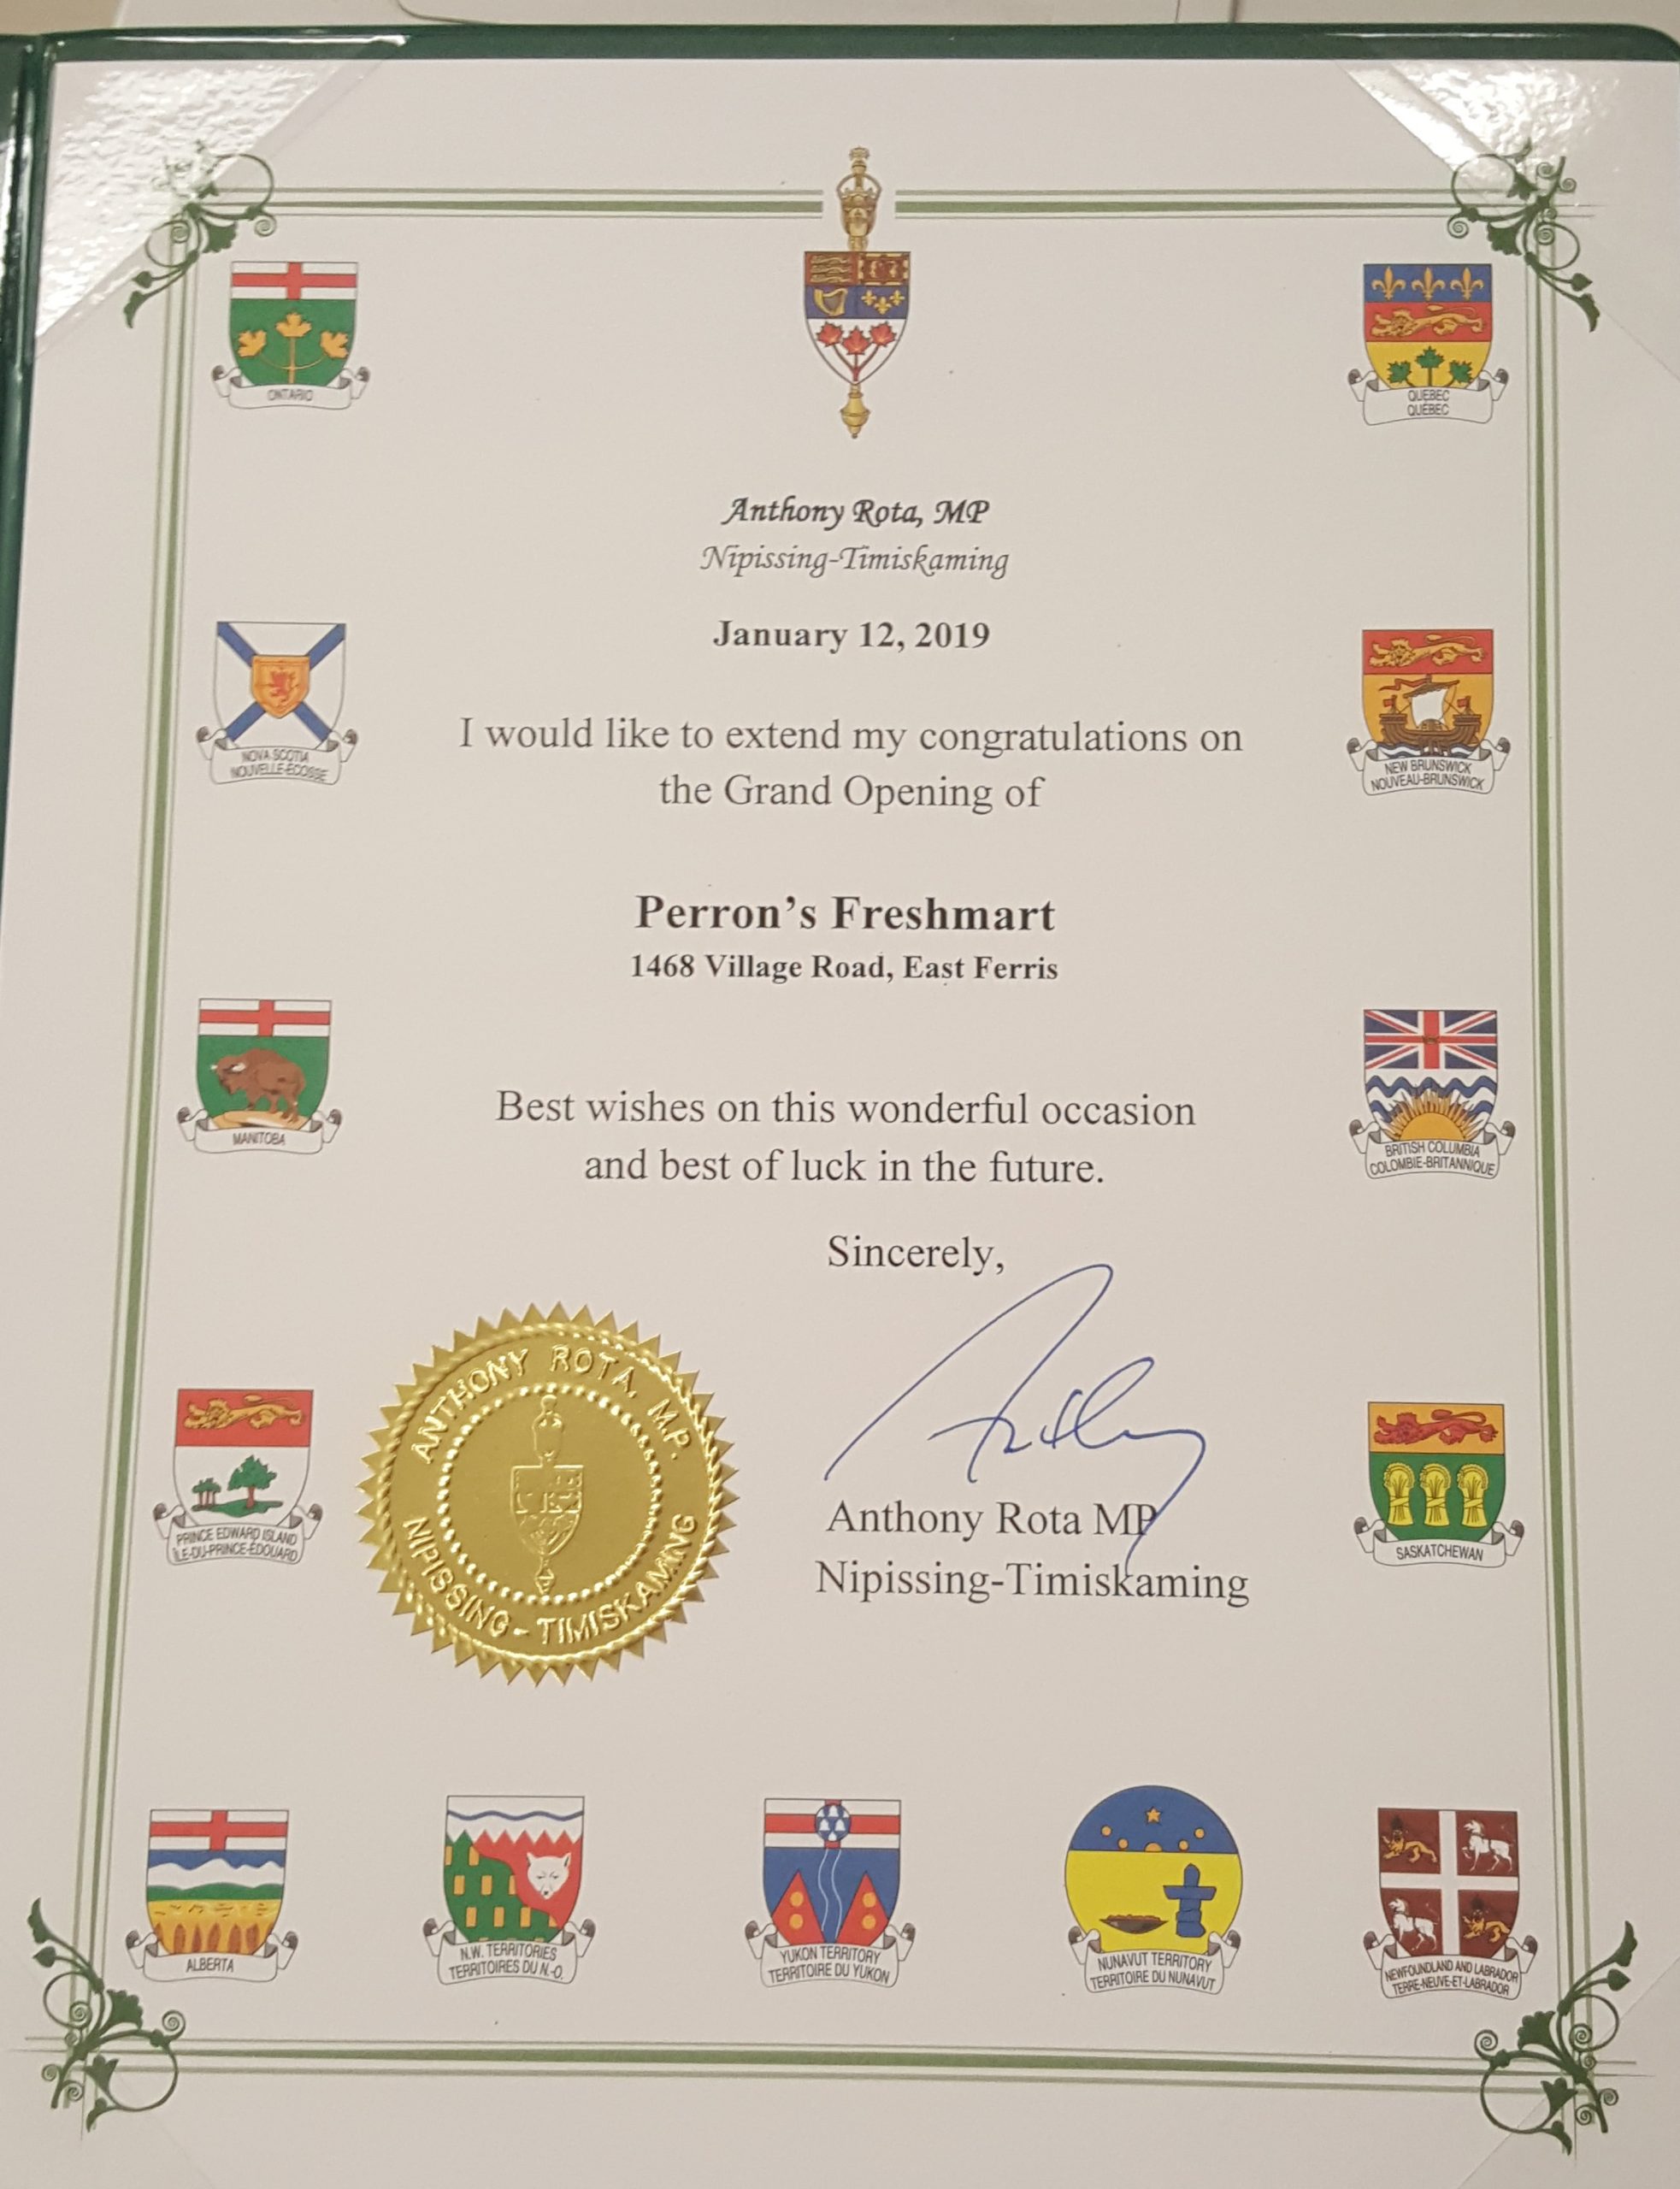 ONTARIO
QUEBEC
QUÉBEC
Anthony Rota, MP
Nipissing-Timiskaming
January 12, 2019
NOVA SCOTIA
NOUVELLE-ÉCOSSE
NEW BRUNSWICK
NOUVEAU-BRUNSWICK
I would like to extend my congratulations on
the Grand Opening of
Perron's Freshmart
1468 Village Road, East Ferris
MANITOBA
BRITISH COLUMBIA
COLOMBIE-BRITANNIQUE
Best wishes on this wonderful occasion
and best of luck in the future.
Sincerely,
PRINCE EDWARD ISLAND
ÎLE-DU-PRINCE-ÉDOUARD
ANTHONY ROTA, M.P.
NIPISSING - TIMISKAMING
Anthony Rota MP
Nipissing-Timiskaming
SASKATCHEWAN
ALBERTA
N.W. TERRITORIES
TERRITOIRES DU N.-O.
YUKON TERRITORY
TERRITOIRE DU YUKON
NUNAVUT TERRITORY
TERRITOIRE DU NUNAVUT
NEWFOUNDLAND AND LABRADOR
TERRE-NEUVE-ET-LABRADOR